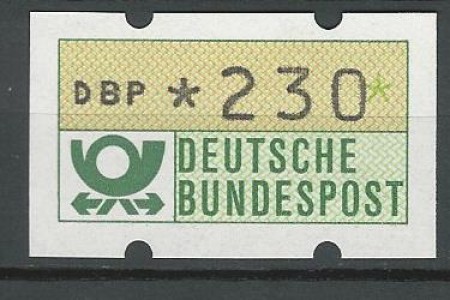 DBP *230*
DEUTSCHE
BUNDESPOST